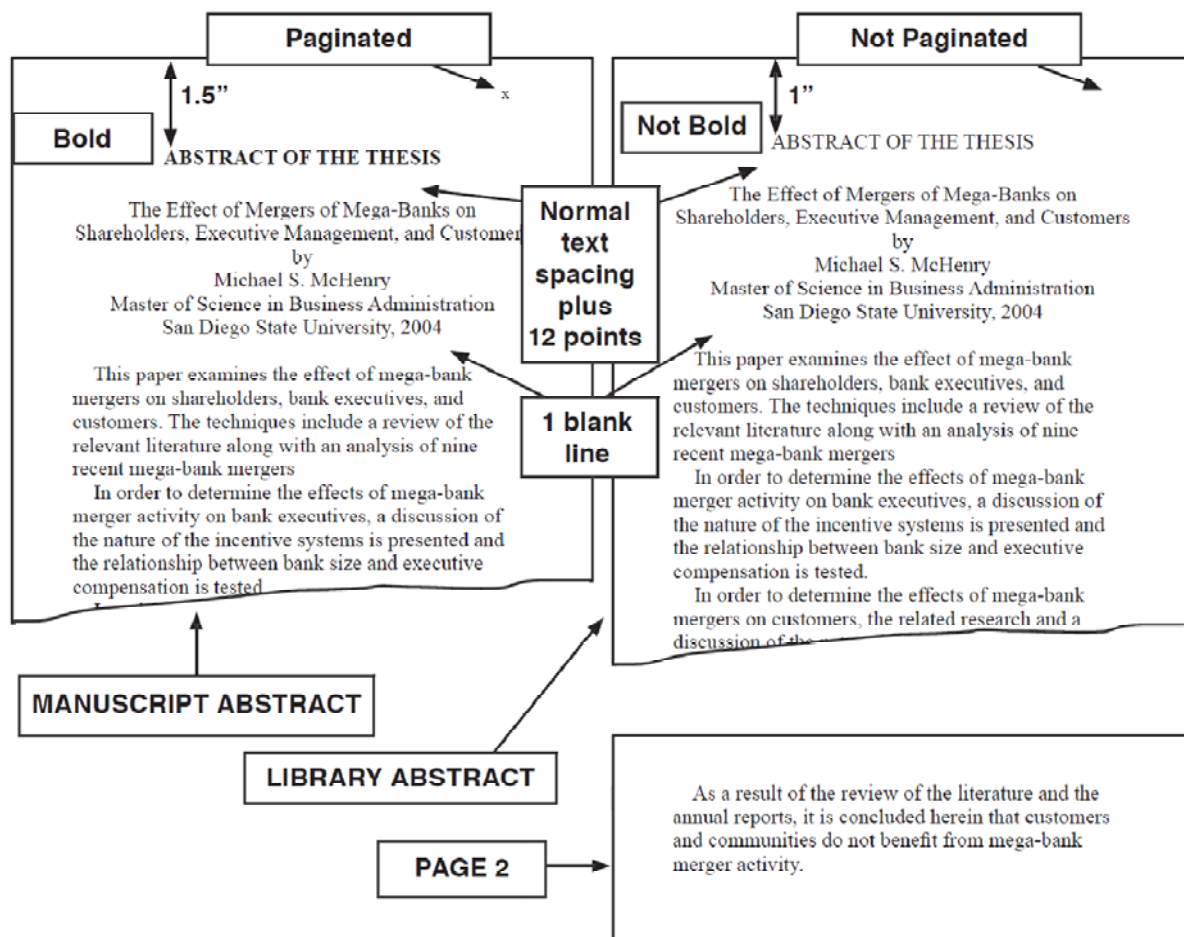 Paginated
1.5”
x
Bold
ABSTRACT OF THE THESIS
The Effect of Mergers of Mega-Banks on
Shareholders, Executive Management, and Customer
by
Michael S. McHenry
Master of Science in Business Administration
San Diego State University, 2004
This paper examines the effect of mega-bank
mergers on shareholders, bank executives, and
customers. The techniques include a review of the
relevant literature along with an analysis of nine
recent mega-bank mergers
In order to determine the effects of mega-bank
merger activity on bank executives, a discussion of
the nature of the incentive systems is presented and
the relationship between bank size and executive
compensation is tested
MANUSCRIPT ABSTRACT
Normal
text
spacing
plus
12 points
1 blank
line
Not Paginated
1”
Not Bold
ABSTRACT OF THE THESIS
The Effect of Mergers of Mega-Banks on
Shareholders, Executive Management, and Customers
by
Michael S. McHenry
Master of Science in Business Administration
San Diego State University, 2004
This paper examines the effect of mega-bank
mergers on shareholders, bank executives, and
customers. The techniques include a review of the
relevant literature along with an analysis of nine
recent mega-bank mergers
In order to determine the effects of mega-bank
merger activity on bank executives, a discussion of
the nature of the incentive systems is presented and
the relationship between bank size and executive
compensation is tested.
In order to determine the effects of mega-bank
mergers on customers, the related research and a
discussion of the
LIBRARY ABSTRACT
PAGE 2
As a result of the review of the literature and the
annual reports, it is concluded herein that customers
and communities do not benefit from mega-bank
merger activity.